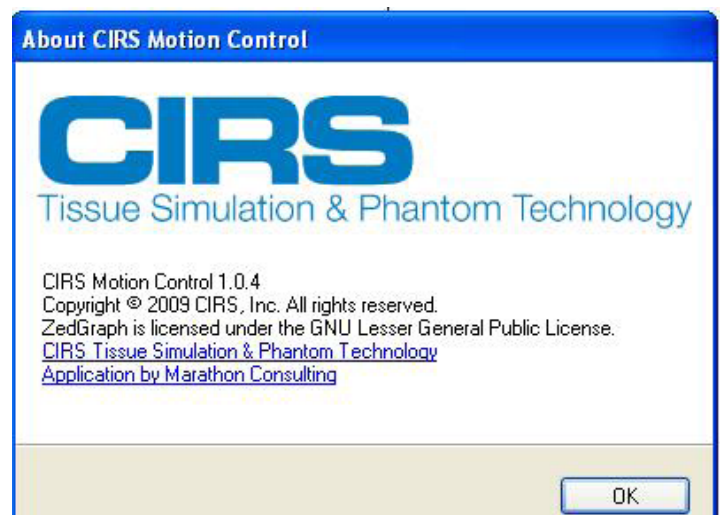 About CIRS Motion Control
CIRS
Tissue Simulation & Phantom Technology
CIRS Motion Control 1.0.4
Copyright © 2009 CIRS, Inc. All rights reserved.
ZedGraph is licensed under the GNU Lesser General Public License.
CIRS Tissue Simulation & Phantom Technology
Application by Marathon Consulting
OK